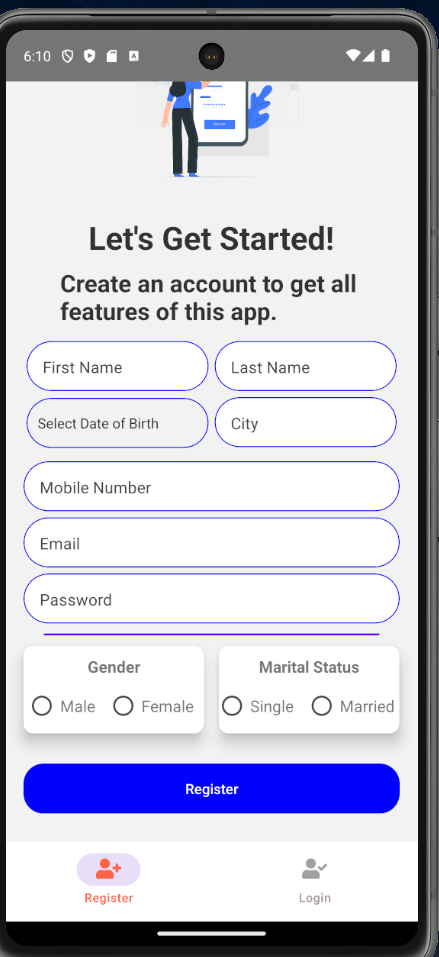 6:10
Let's Get Started!
Create an account to get all
features of this app.
First Name
Last Name
Select Date of Birth
City
Mobile Number
Email
Password
Gender
Marital Status
Male
Female
Single
Married
Register
Register
Login